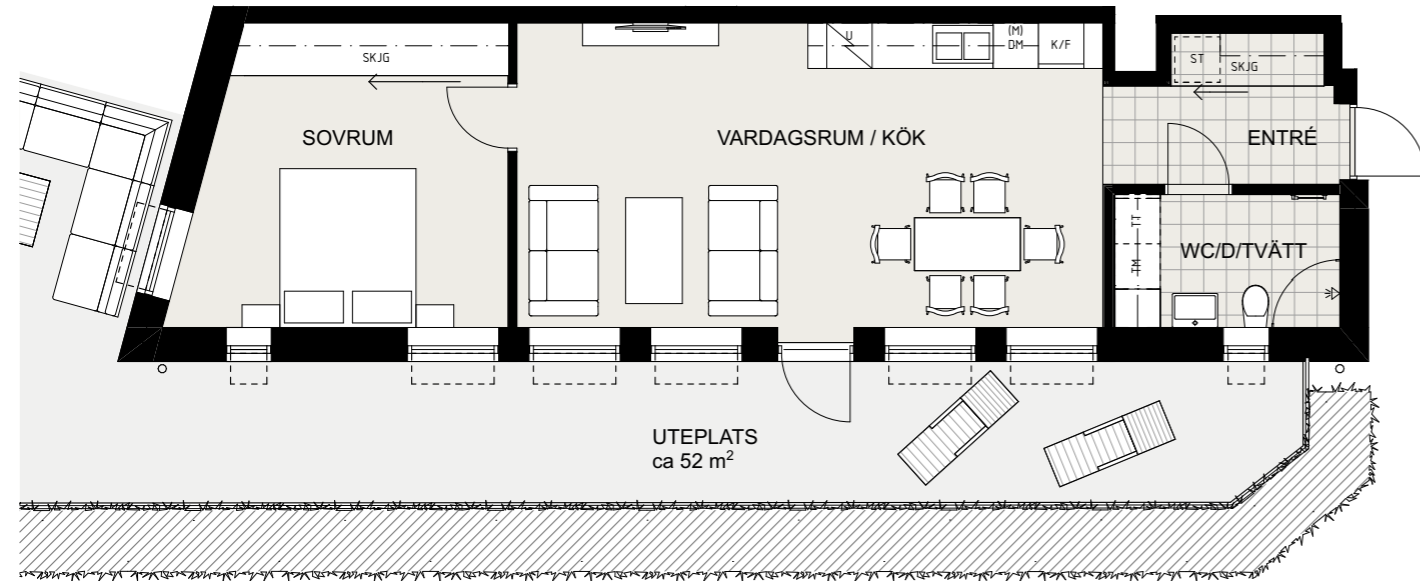 SKJG
U
(M)
DM
K/F
ST
SKJG
SOVRUM
VARDAGSRUM / KÖK
ENTRÉ
TT
TM
WC/D/TVÄTT
UTEPLATS
ca 52 m²